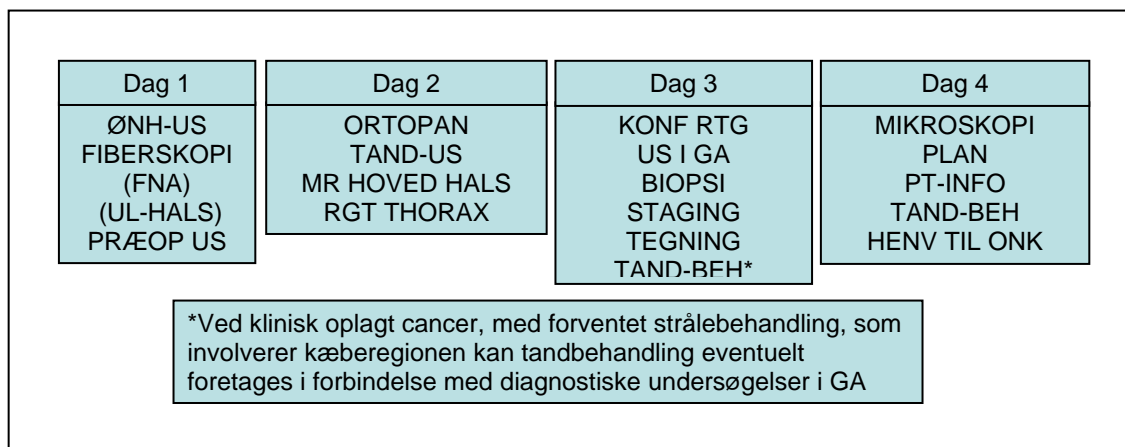 Dag 1
ØNH-US
FIBERSKOPI
(FNA)
(UL-HALS)
PRÆOP US
Dag 2
ORTOPAN
TAND-US
MR HOVED HALS
RGT THORAX
Dag 3
KONF RTG
US I GA
BIOPSI
STAGING
TEGNING
TAND-BEH*
Dag 4
MIKROSKOPI
PLAN
PT-INFO
TAND-BEH
HENV TIL ONK
*Ved klinisk oplagt cancer, med forventet strålebehandling, som
involverer kæberegionen kan tandbehandling eventuelt
foretages i forbindelse med diagnostiske undersøgelser i GA